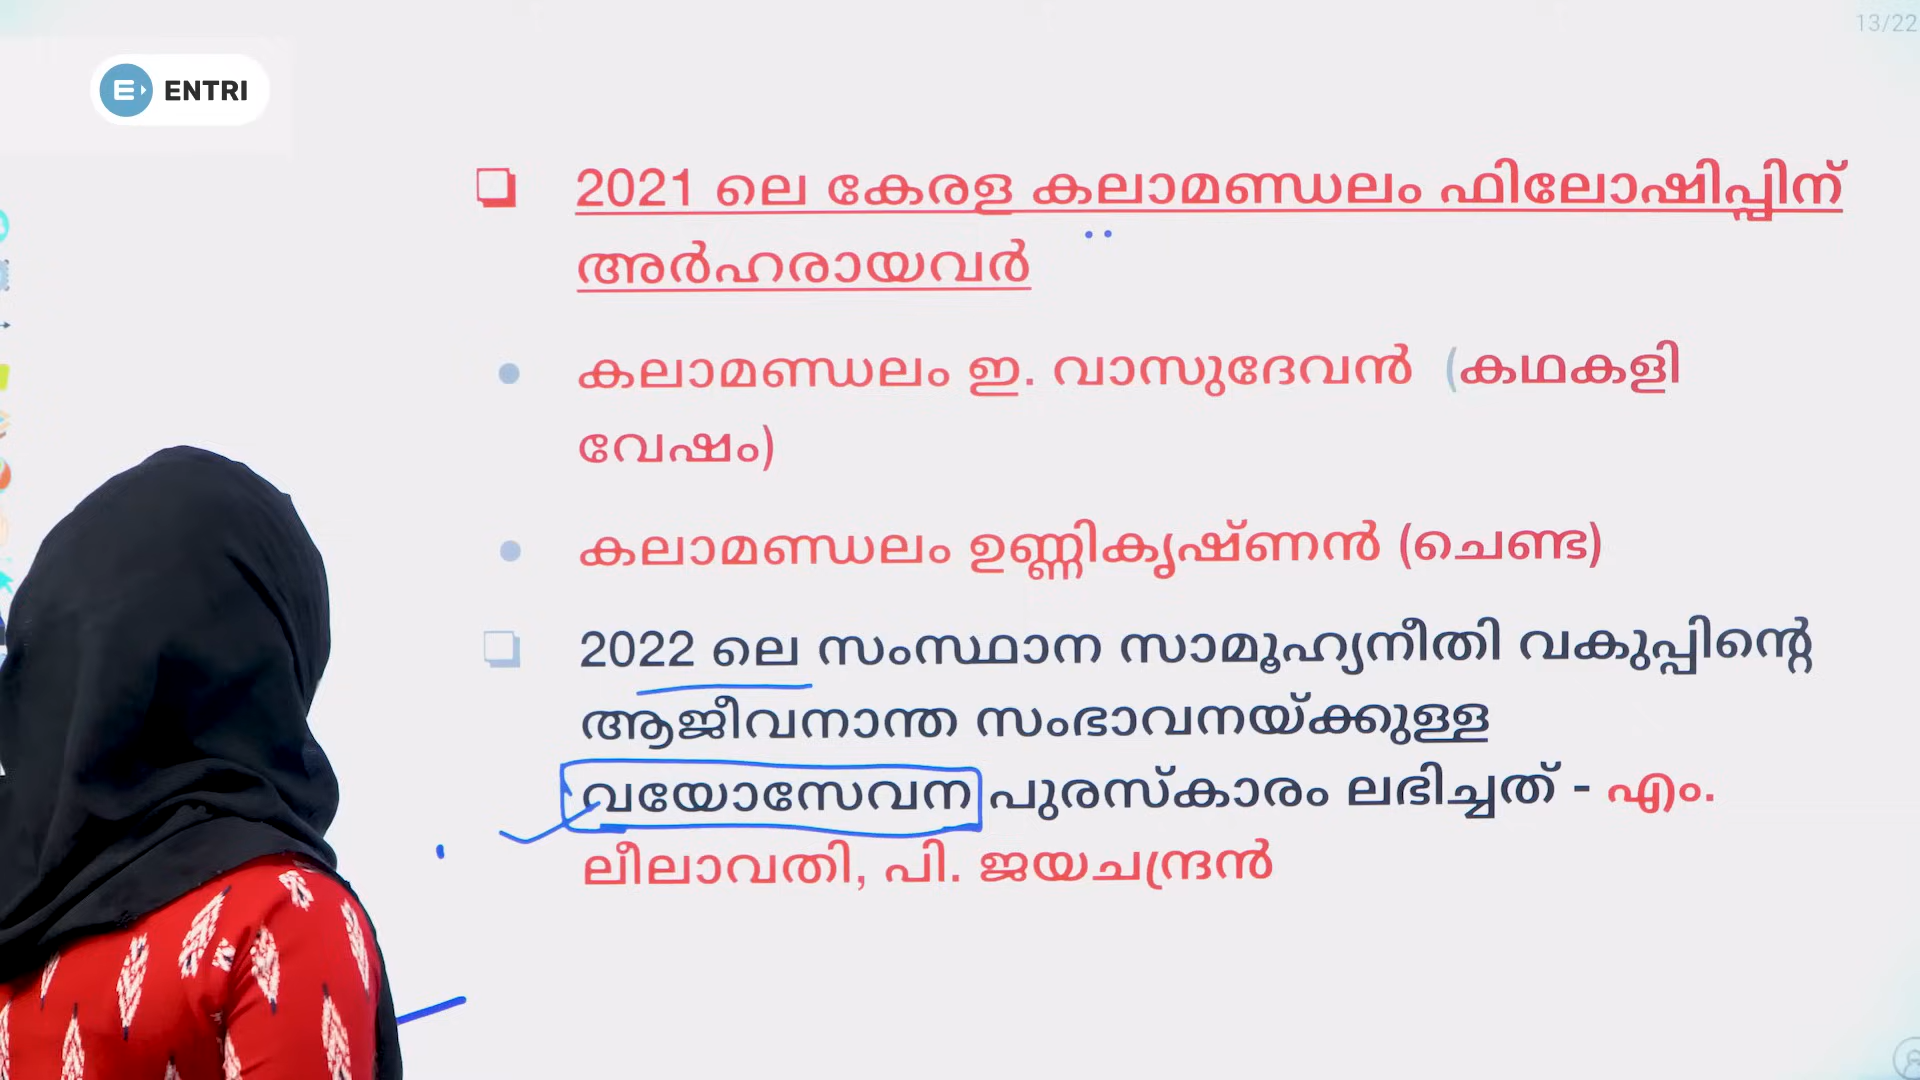 13/22
ENTRI
2021 ലെ കേരള കലാമണ്ഡലം ഫിലോഷിപ്പിന്
അർഹരായവർ
കലാമണ്ഡലം ഇ. വാസുദേവൻ (കഥകളി
വേഷം)
കലാമണ്ഡലം ഉണ്ണികൃഷ്ണൻ (ചെണ്ട)
2022 ലെ സംസ്ഥാന സാമൂഹ്യനീതി വകുപ്പിന്റെ
ആജീവനാന്ത സംഭാവനയ്ക്കുള്ള
വയോസേവന പുരസ്കാരം ലഭിച്ചത് - എം.
ലീലാവതി, പി. ജയചന്ദ്രൻ